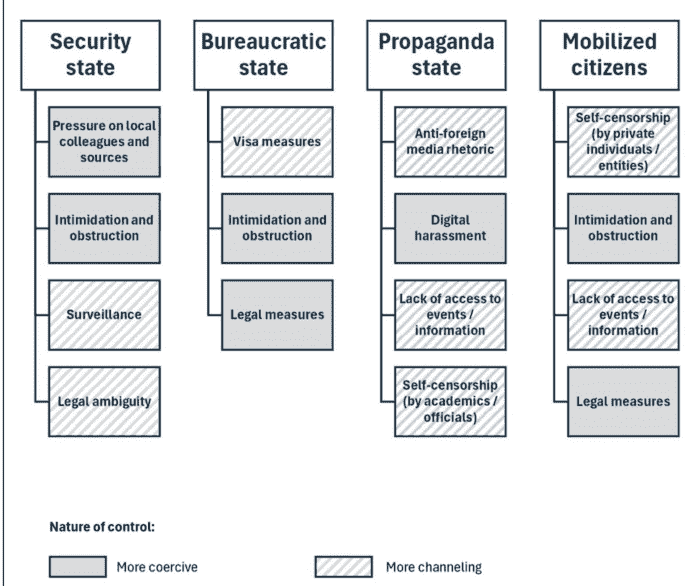 Security
state
Pressure on local
colleagues and
sources
Intimidation and
obstruction
Surveillance
Legal ambiguity
Bureaucratic
state
Visa measures
Intimidation and
obstruction
Legal measures
Propaganda
state
Anti-foreign
media rhetoric
Digital
harassment
Lack of access to
events /
information
Self-censorship
(by academics /
officials)
Mobilized
citizens
Self-censorship
(by private
individuals /
entities)
Intimidation and
obstruction
Lack of access to
events /
information
Legal measures
Nature of control:
More coercive
More channeling